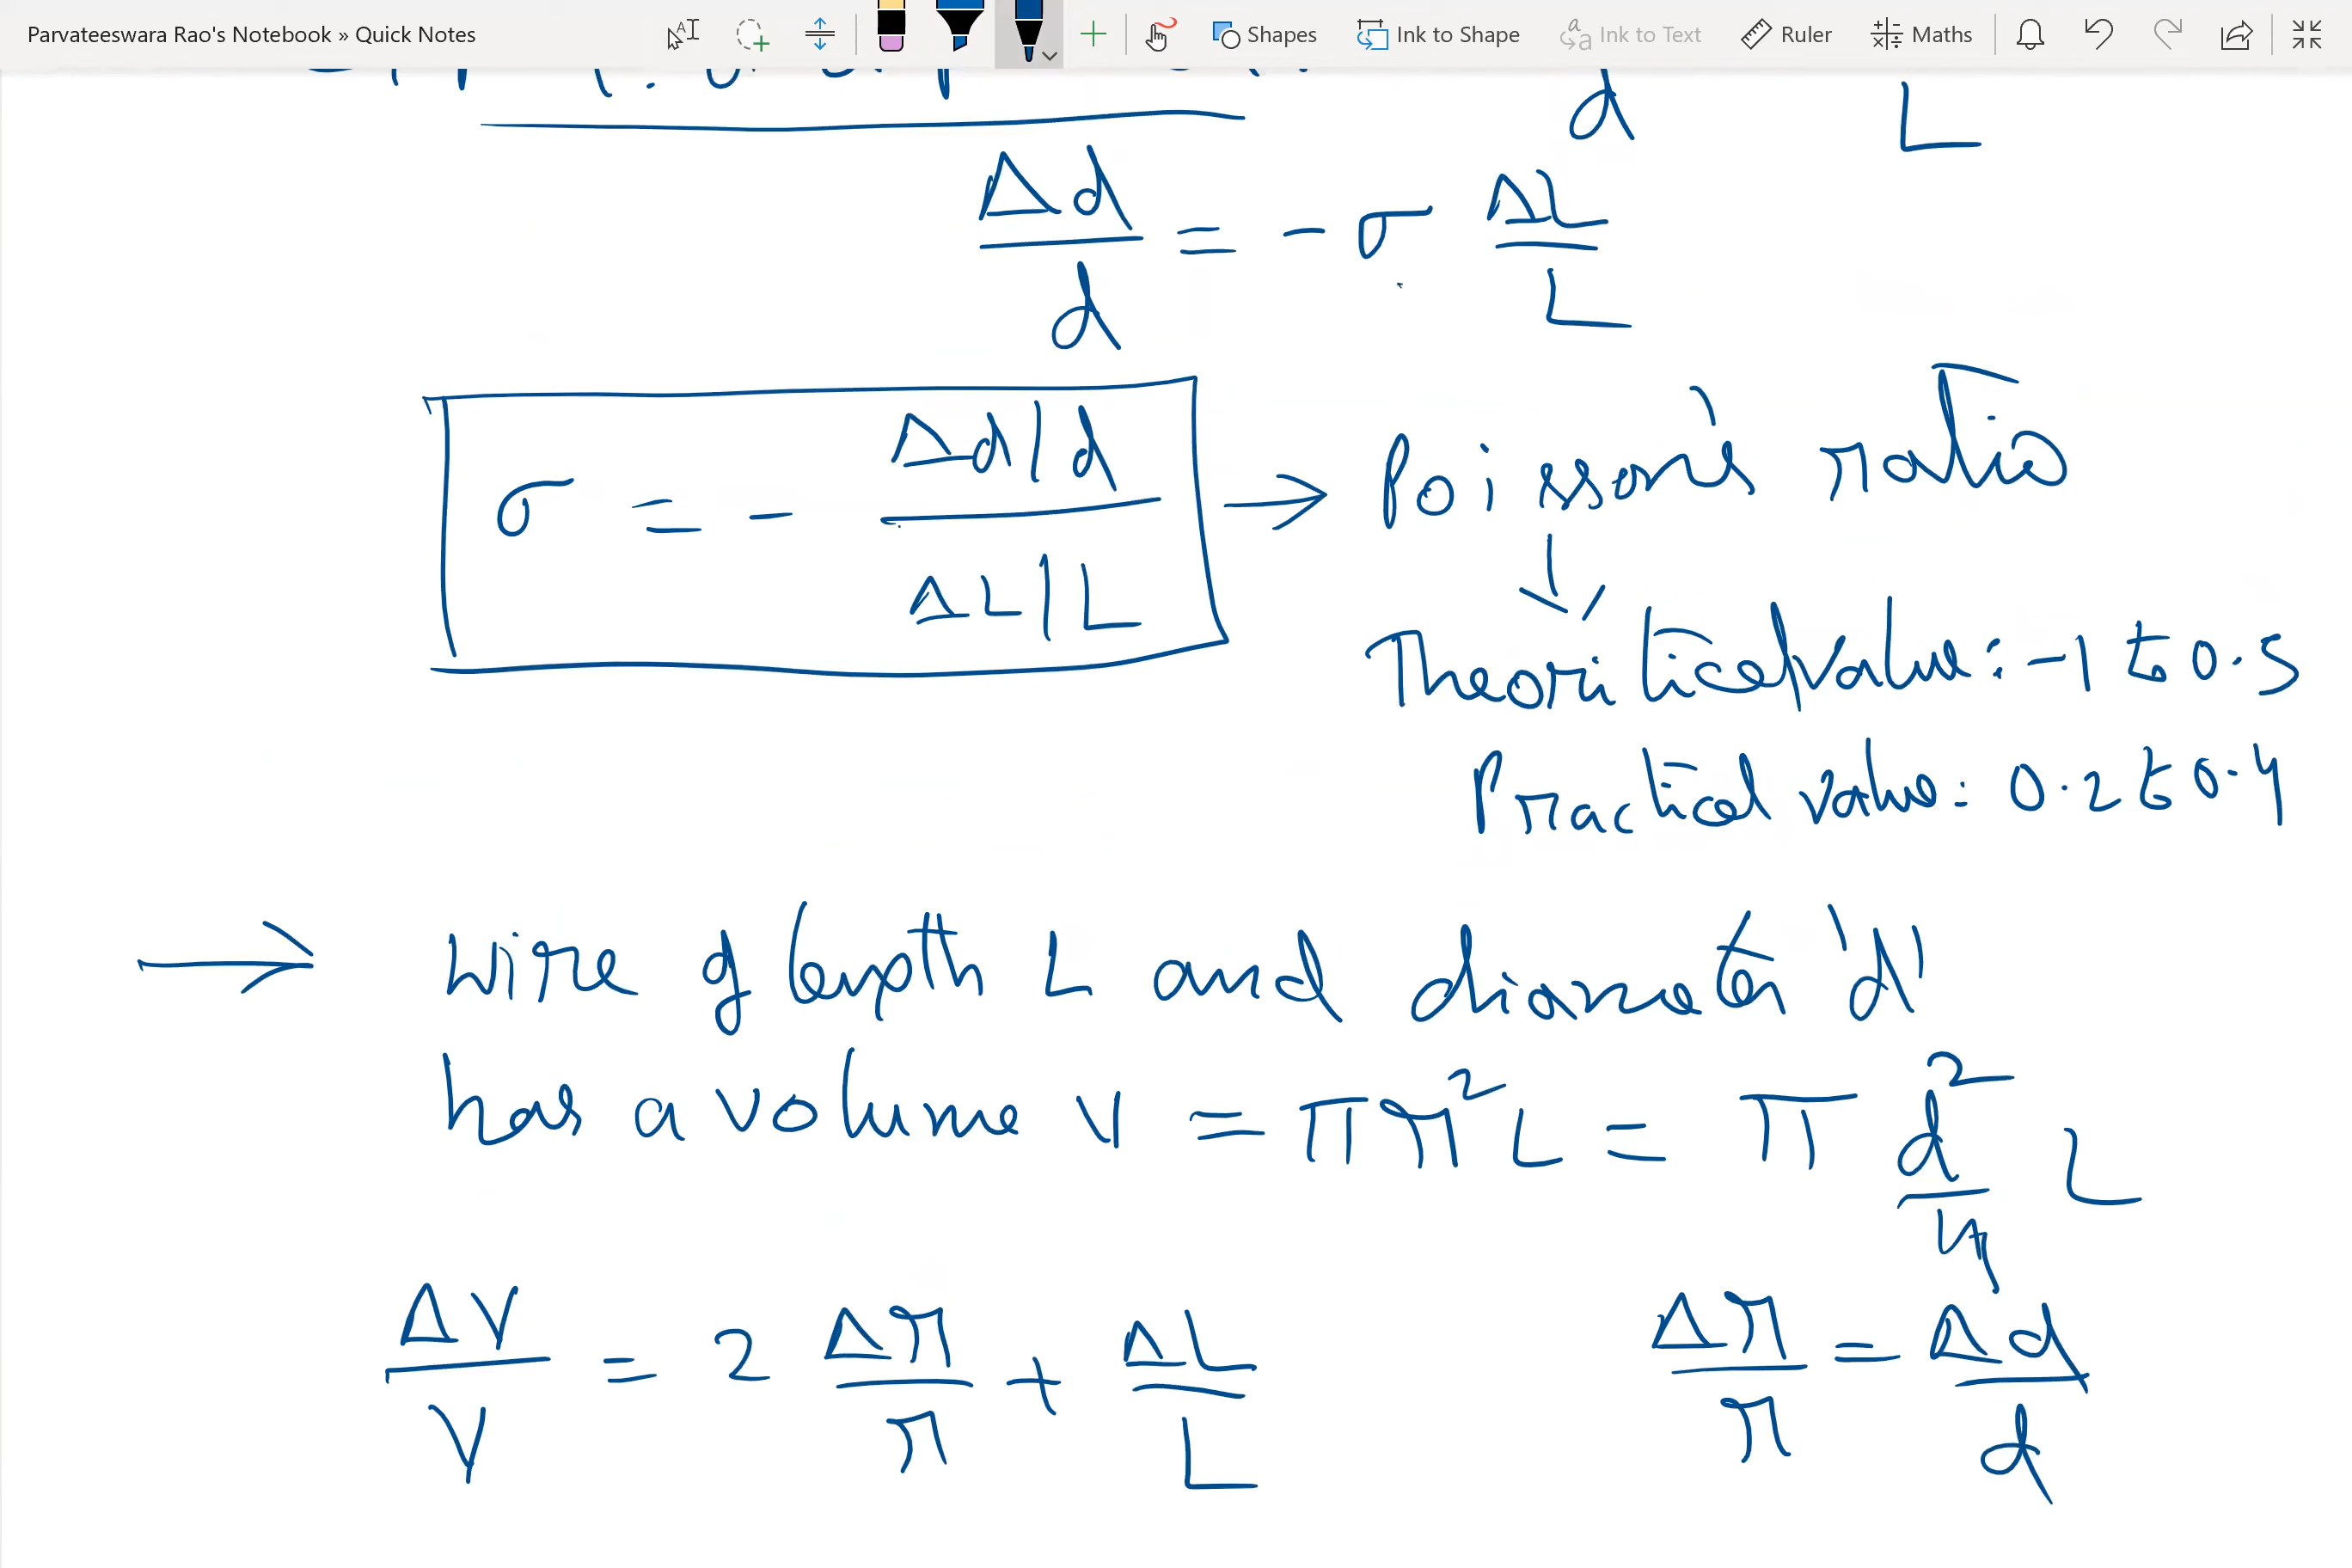 Parvateeswara Rao's Notebook » Quick Notes Shapes Ink to Shape Ink to Text Ruler Maths
d L
Δd/d = - σ ΔL/L
σ = - (Δd/d)/(ΔL/L) → Poisson's ratio
Theoritical value: -1 to 0.5
Practical value: 0.2 to 0.4
→ Wire of length L and diameter 'd'
has a volume V = πr²L = π d²/4 L
ΔV/V = 2 Δr/r + ΔL/L Δr/r = Δd/d